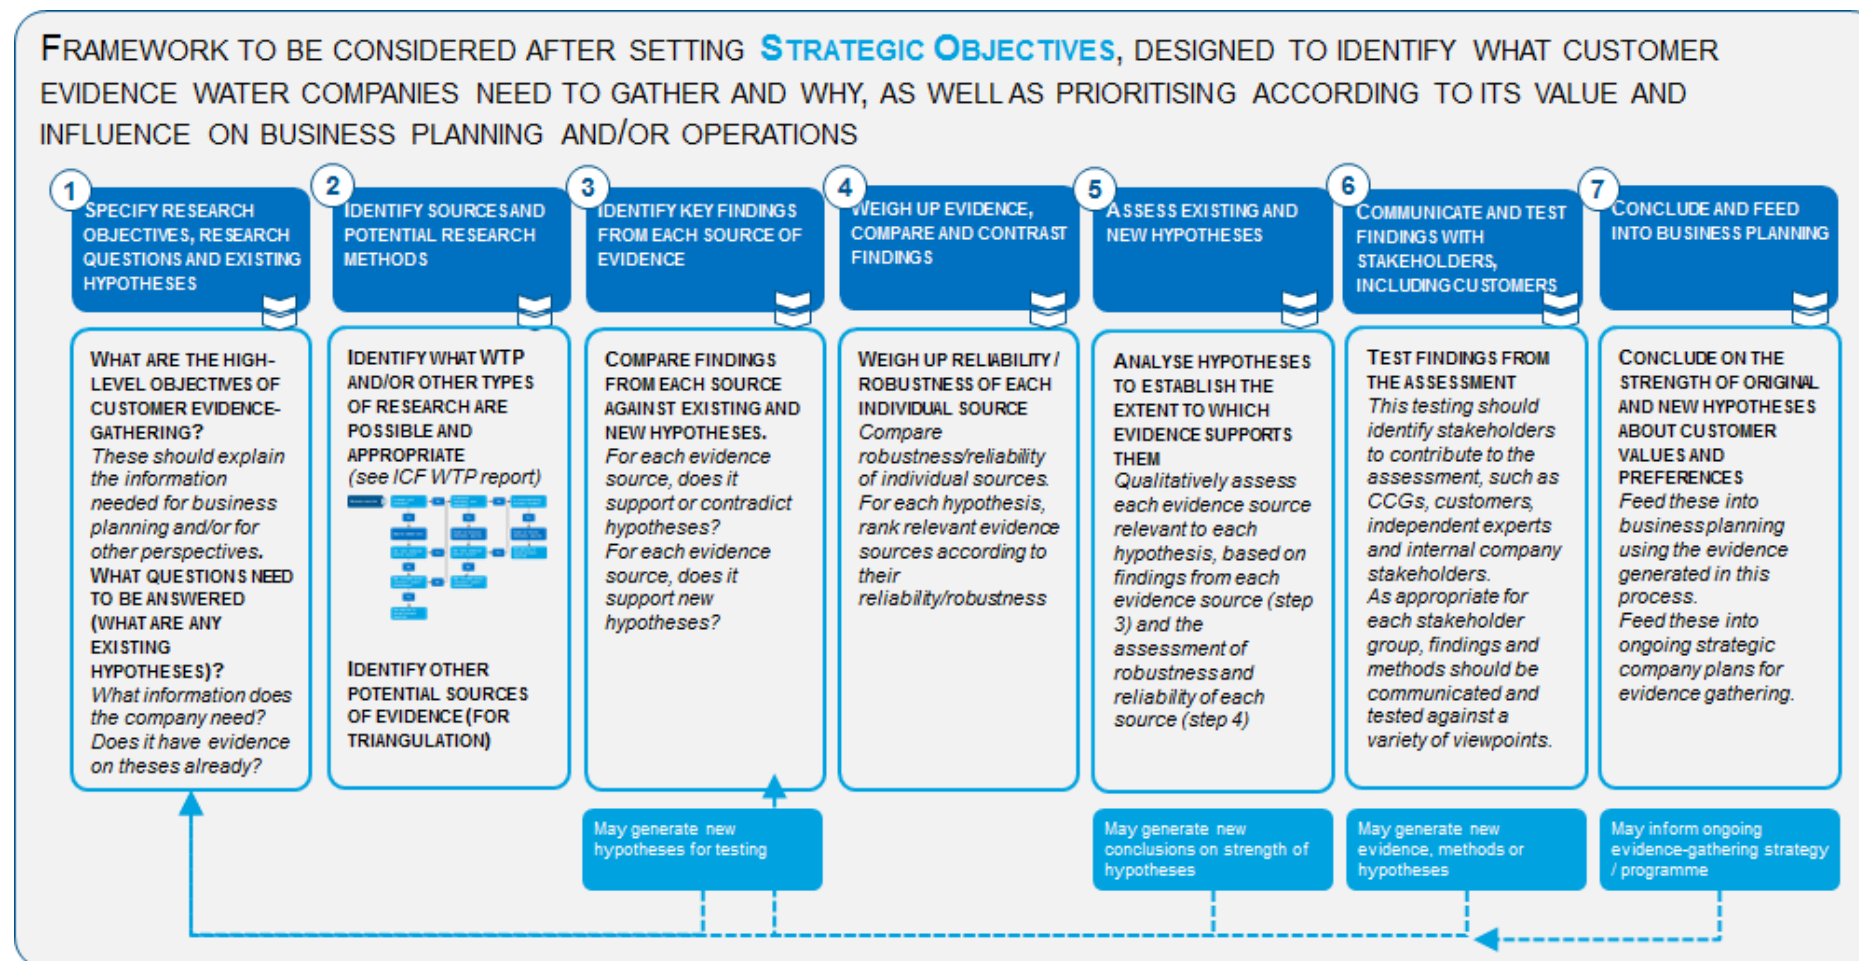 FRAMEWORK TO BE CONSIDERED AFTER SETTING STRATEGIC OBJECTIVES, DESIGNED TO IDENTIFY WHAT CUSTOMER
EVIDENCE WATER COMPANIES NEED TO GATHER AND WHY, AS WELL AS PRIORITISING ACCORDING TO ITS VALUE AND
INFLUENCE ON BUSINESS PLANNING AND/OR OPERATIONS
1
SPECIFY RESEARCH
OBJECTIVES, RESEARCH
QUESTIONS AND EXISTING
HYPOTHESES
2
IDENTIFY SOURCES AND
POTENTIAL RESEARCH
METHODS
3
IDENTIFY KEY FINDINGS
FROM EACH SOURCE OF
EVIDENCE
4
WEIGH UP EVIDENCE,
COMPARE AND CONTRAST
FINDINGS
5
ASSESS EXISTING AND
NEW HYPOTHESES
6
COMMUNICATE AND TEST
FINDINGS WITH
STAKEHOLDERS,
INCLUDING CUSTOMERS
7
CONCLUDE AND FEED
INTO BUSINESS PLANNING
WHAT ARE THE HIGH-
LEVEL OBJECTIVES OF
CUSTOMER EVIDENCE-
GATHERING?
These should explain
the information
needed for business
planning and/or for
other perspectives.
WHAT QUESTIONS NEED
TO BE ANSWERED
(WHAT ARE ANY
EXISTING
HYPOTHESES)?
What information does
the company need?
Does it have evidence
on theses already?
IDENTIFY WHAT WTP
AND/OR OTHER TYPES
OF RESEARCH ARE
POSSIBLE AND
APPROPRIATE
(see ICF WTP report)
IDENTIFY OTHER
POTENTIAL SOURCES
OF EVIDENCE (FOR
TRIANGULATION)
COMPARE FINDINGS
FROM EACH SOURCE
AGAINST EXISTING AND
NEW HYPOTHESES.
For each evidence
source, does it
support or contradict
hypotheses?
For each evidence
source, does it
support new
hypotheses?
WEIGH UP RELIABILITY /
ROBUSTNESS OF EACH
INDIVIDUAL SOURCE
Compare
robustness/reliability
of individual sources.
For each hypothesis,
rank relevant evidence
sources according to
their
reliability/robustness
ANALYSE HYPOTHESES
TO ESTABLISH THE
EXTENT TO WHICH
EVIDENCE SUPPORTS
THEM
Qualitatively assess
each evidence source
relevant to each
hypothesis, based on
findings from each
evidence source (step
3) and the
assessment of
robustness and
reliability of each
source (step 4)
TEST FINDINGS FROM
THE ASSESSMENT
This testing should
identify stakeholders
to contribute to the
assessment, such as
CCGs, customers,
independent experts
and internal company
stakeholders.
As appropriate for
each stakeholder
group, findings and
methods should be
communicated and
tested against a
variety of viewpoints.
CONCLUDE ON THE
STRENGTH OF ORIGINAL
AND NEW HYPOTHESES
ABOUT CUSTOMER
VALUES AND
PREFERENCES
Feed these into
business planning
using the evidence
generated in this
process.
Feed these into
ongoing strategic
company plans for
evidence gathering.
May generate new
hypotheses for testing
May generate new
conclusions on strength of
hypotheses
May generate new
evidence, methods or
hypotheses
May inform ongoing
evidence-gathering strategy
/ programme